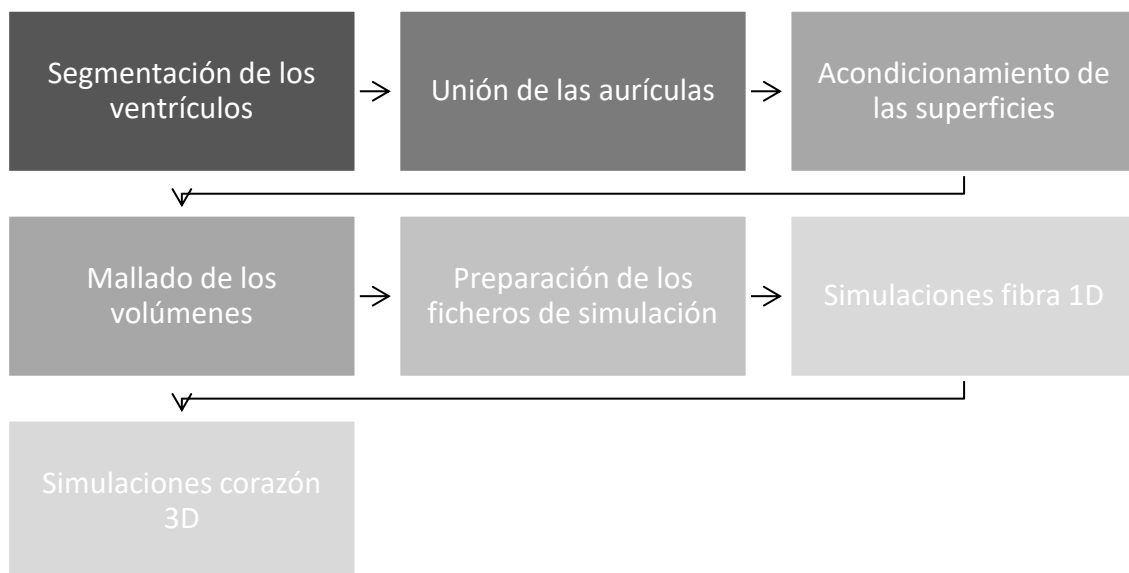 Segmentación de los
ventrículos
Unión de las aurículas
Acondicionamiento de
las superficies
Mallado de los
volúmenes
Preparación de los
ficheros de simulación
Simulaciones fibra 1D
Simulaciones corazón
3D